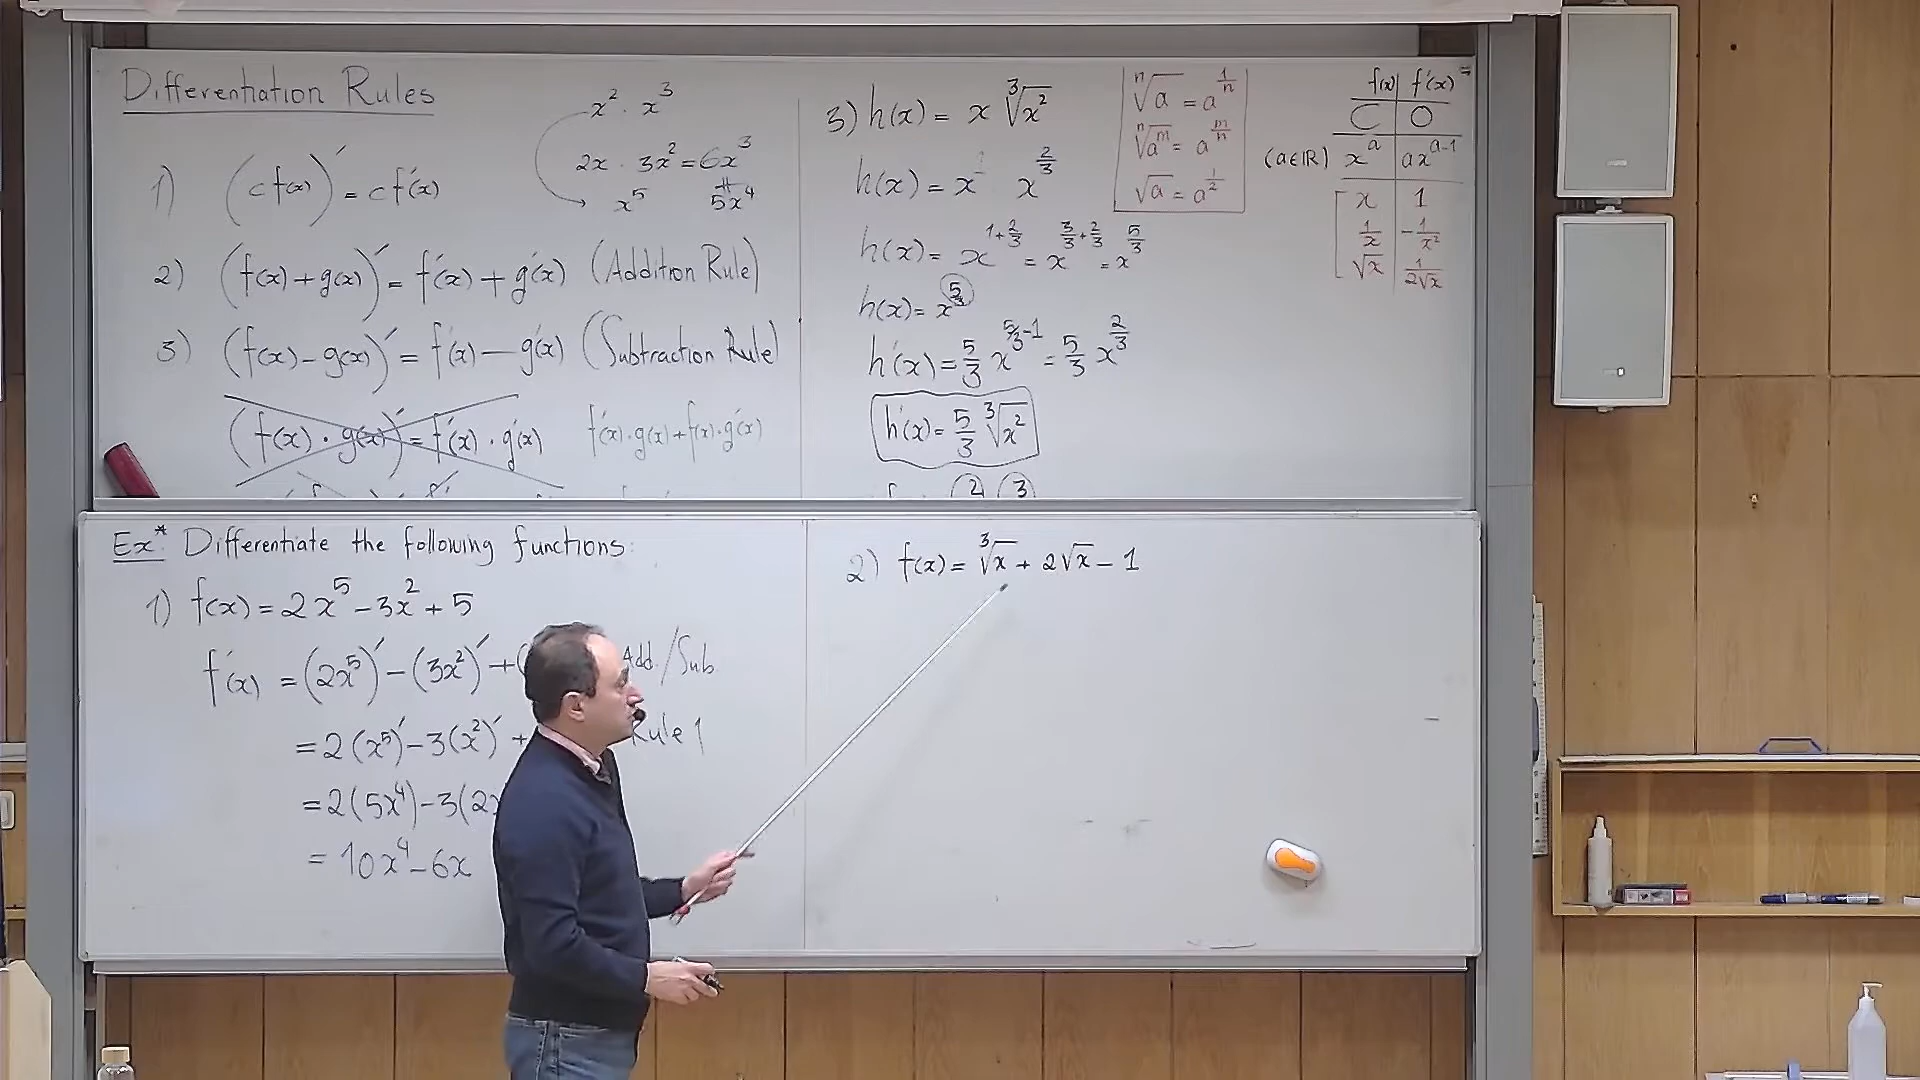 Differentiation Rules
x² · x³
2x · 3x² = 6x³
x⁵ ∦ 5x⁴
1) (c f(x))′ = c f′(x)
2) (f(x) + g(x))′ = f′(x) + g′(x) (Addition Rule)
3) (f(x) − g(x))′ = f′(x) − g′(x) (Subtraction Rule)
(f(x) · g(x))′ = f′(x) · g′(x) f′(x)·g(x) + f(x)·g′(x)
3) h(x) = x ∛x²
h(x) = x x^(2/3)
h(x) = x^(1+2/3) = x^(3/3+2/3) = x^(5/3)
h(x) = x^(5/3)
h′(x) = 5/3 x^(5/3−1) = 5/3 x^(2/3)
h′(x) = 5/3 ∛x²
ⁿ√a = a^(1/n)
ⁿ√a^m = a^(m/n)
√a = a^(1/2)
f(x) f′(x)
C 0
(a∈ℝ) x^a ax^(a−1)
x 1
1/x −1/x²
√x 1/(2√x)
Ex* Differentiate the following functions:
1) f(x) = 2x⁵ − 3x² + 5
f′(x) = (2x⁵)′ − (3x²)′ + ( Add./Sub
= 2(x⁵)′ − 3(x²)′ + Rule 1
= 2(5x⁴) − 3(2x
= 10x⁴ − 6x
2) f(x) = ∛x + 2√x − 1